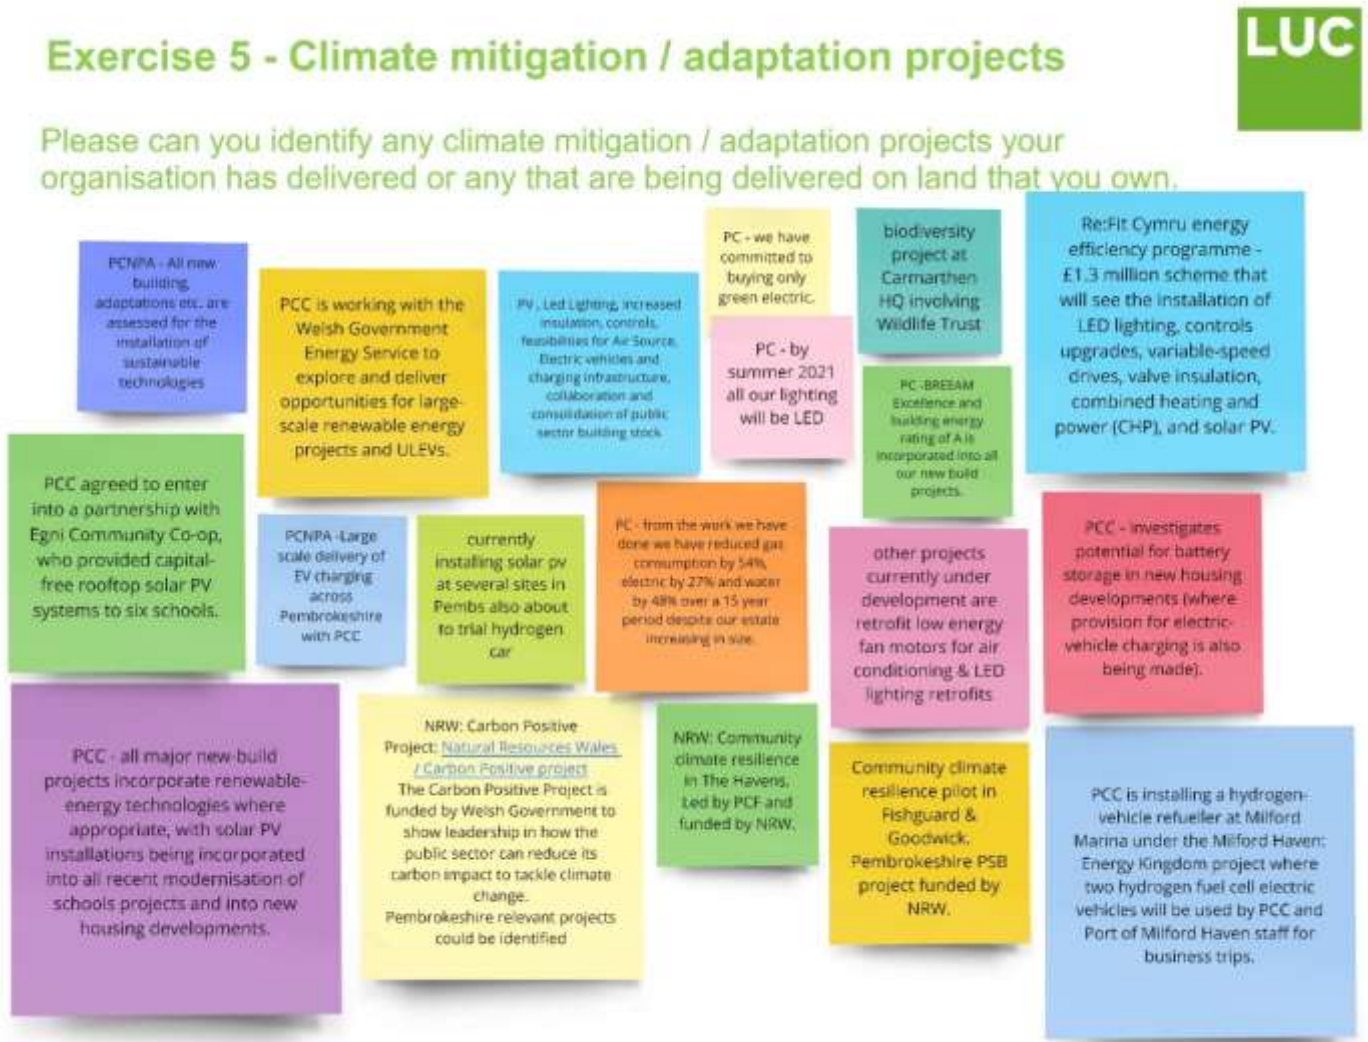 Exercise 5 - Climate mitigation / adaptation projects
LUC
Please can you identify any climate mitigation / adaptation projects your
organisation has delivered or any that are being delivered on land that you own.
PCNPA - All new
building,
adaptations etc. are
assessed for the
installation of
sustainable
technologies
PCC is working with the
Welsh Government
Energy Service to
explore and deliver
opportunities for large-
scale renewable energy
projects and ULEVs.
PV, Led Lighting, increased
insulation, controls,
feasibilities for Air Source,
Electric vehicles and
charging infrastructure,
collaboration and
consolidation of public
sector building stock
PC - we have
committed to
buying only
green electric.
PC - by
summer 2021
all our lighting
will be LED
biodiversity
project at
Carmarthen
HQ involving
Wildlife Trust
PC -BREEAM
Excellence and
building energy
rating of A is
incorporated into all
our new build
projects.
Re:Fit Cymru energy
efficiency programme -
£1.3 million scheme that
will see the installation of
LED lighting, controls
upgrades, variable-speed
drives, valve insulation,
combined heating and
power (CHP), and solar PV.
PCC agreed to enter
into a partnership with
Egni Community Co-op,
who provided capital-
free rooftop solar PV
systems to six schools.
PCNPA -Large
scale delivery of
EV charging
across
Pembrokeshire
with PCC
currently
installing solar pv
at several sites in
Pembs also about
to trial hydrogen
car
PC - from the work we have
done we have reduced gas
consumption by 54%,
electric by 27% and water
by 48% over a 15 year
period despite our estate
increasing in size.
other projects
currently under
development are
retrofit low energy
fan motors for air
conditioning & LED
lighting retrofits
PCC - investigates
potential for battery
storage in new housing
developments (where
provision for electric-
vehicle charging is also
being made).
PCC - all major new-build
projects incorporate renewable-
energy technologies where
appropriate, with solar PV
installations being incorporated
into all recent modernisation of
schools projects and into new
housing developments.
NRW: Carbon Positive
Project: Natural Resources Wales
/ Carbon Positive project
The Carbon Positive Project is
funded by Welsh Government to
show leadership in how the
public sector can reduce its
carbon impact to tackle climate
change.
Pembrokeshire relevant projects
could be identified
NRW: Community
climate resilience
in The Havens.
Led by PCF and
funded by NRW.
Community climate
resilience pilot in
Fishguard &
Goodwick.
Pembrokeshire PSB
project funded by
NRW.
PCC is installing a hydrogen-
vehicle refueller at Milford
Marina under the Milford Haven:
Energy Kingdom project where
two hydrogen fuel cell electric
vehicles will be used by PCC and
Port of Milford Haven staff for
business trips.